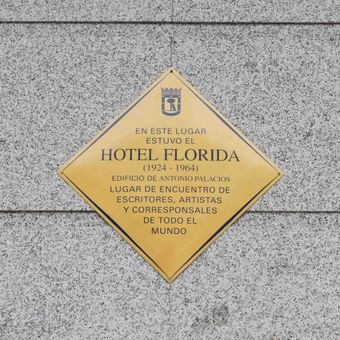 EN ESTE LUGAR
ESTUVO EL
HOTEL FLORIDA
(1924 - 1964)
EDIFICIO DE ANTONIO PALACIOS
LUGAR DE ENCUENTRO DE
ESCRITORES, ARTISTAS
Y CORRESPONSALES
DE TODO EL
MUNDO